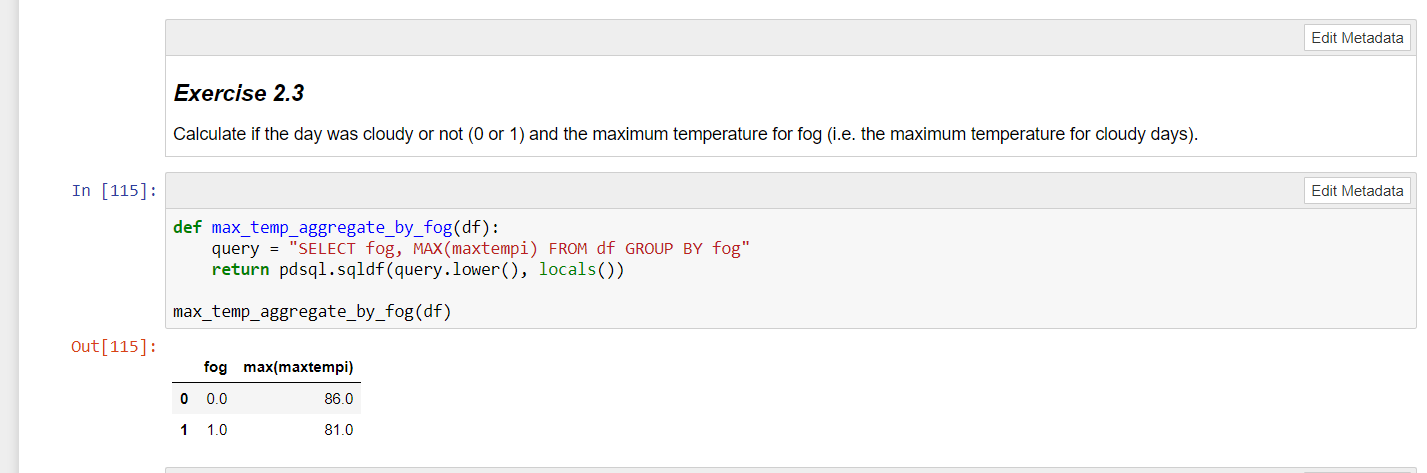 Edit Metadata
Exercise 2.3
Calculate if the day was cloudy or not (0 or 1) and the maximum temperature for fog (i.e. the maximum temperature for cloudy days).
In [115]:
Edit Metadata
def max_temp_aggregate_by_fog(df):
    query = "SELECT fog, MAX(maxtempi) FROM df GROUP BY fog"
    return pdsql.sqldf(query.lower(), locals())
max_temp_aggregate_by_fog(df)
Out[115]:
fog max(maxtempi)
0 0.0 86.0
1 1.0 81.0